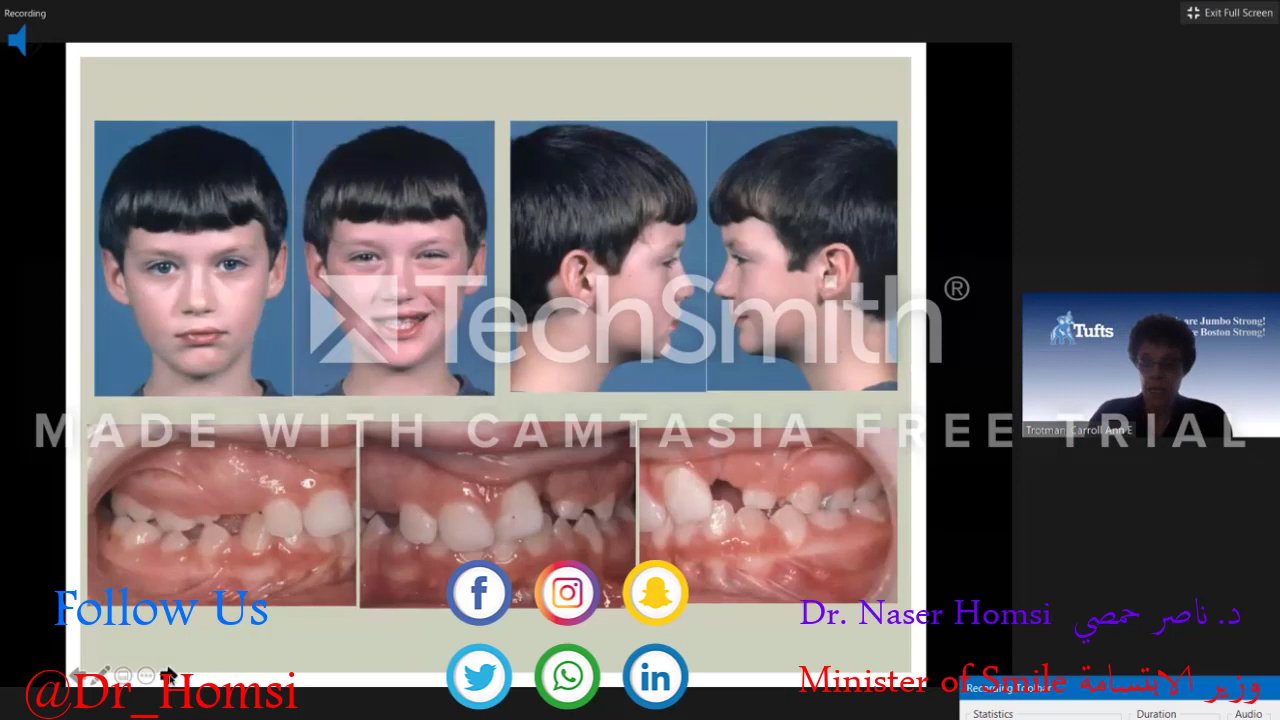 Recording
Exit Full Screen
TechSmith®
Tufts
are Jumbo Strong!
Boston Strong!
MADE WITH CAMTASIA FREE TRIAL
Trotman, Carroll Ann E
Follow Us
Dr. Naser Homsi د. ناصر حمصي
@Dr_Homsi
Minister of Smile وزير الابتسامة
Recording Toolbar
Statistics
Duration
Audio